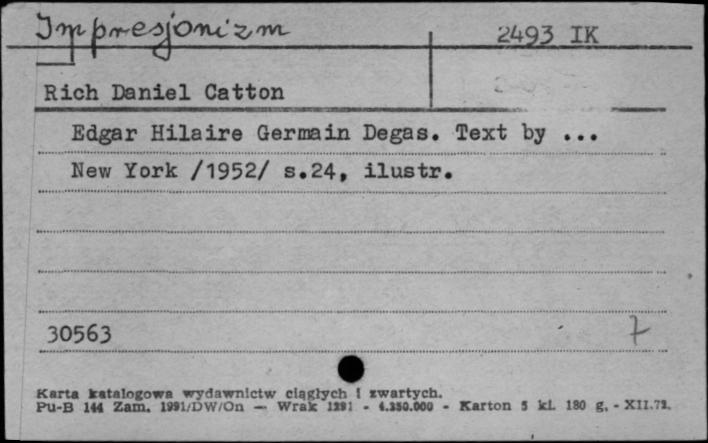 Impresjonizm
2493 IK
Rich Daniel Catton
Edgar Hilaire Germain Degas. Text by ...
New York /1952/ s.24, ilustr.
30563
7
Karta katalogowa wydawnictw ciągłych i zwartych.
Pu-B 144 Zam. 1991/DW/On — Wrak 1291 - 4.350.000 - Karton 5 kl. 180 g. - XII.72.